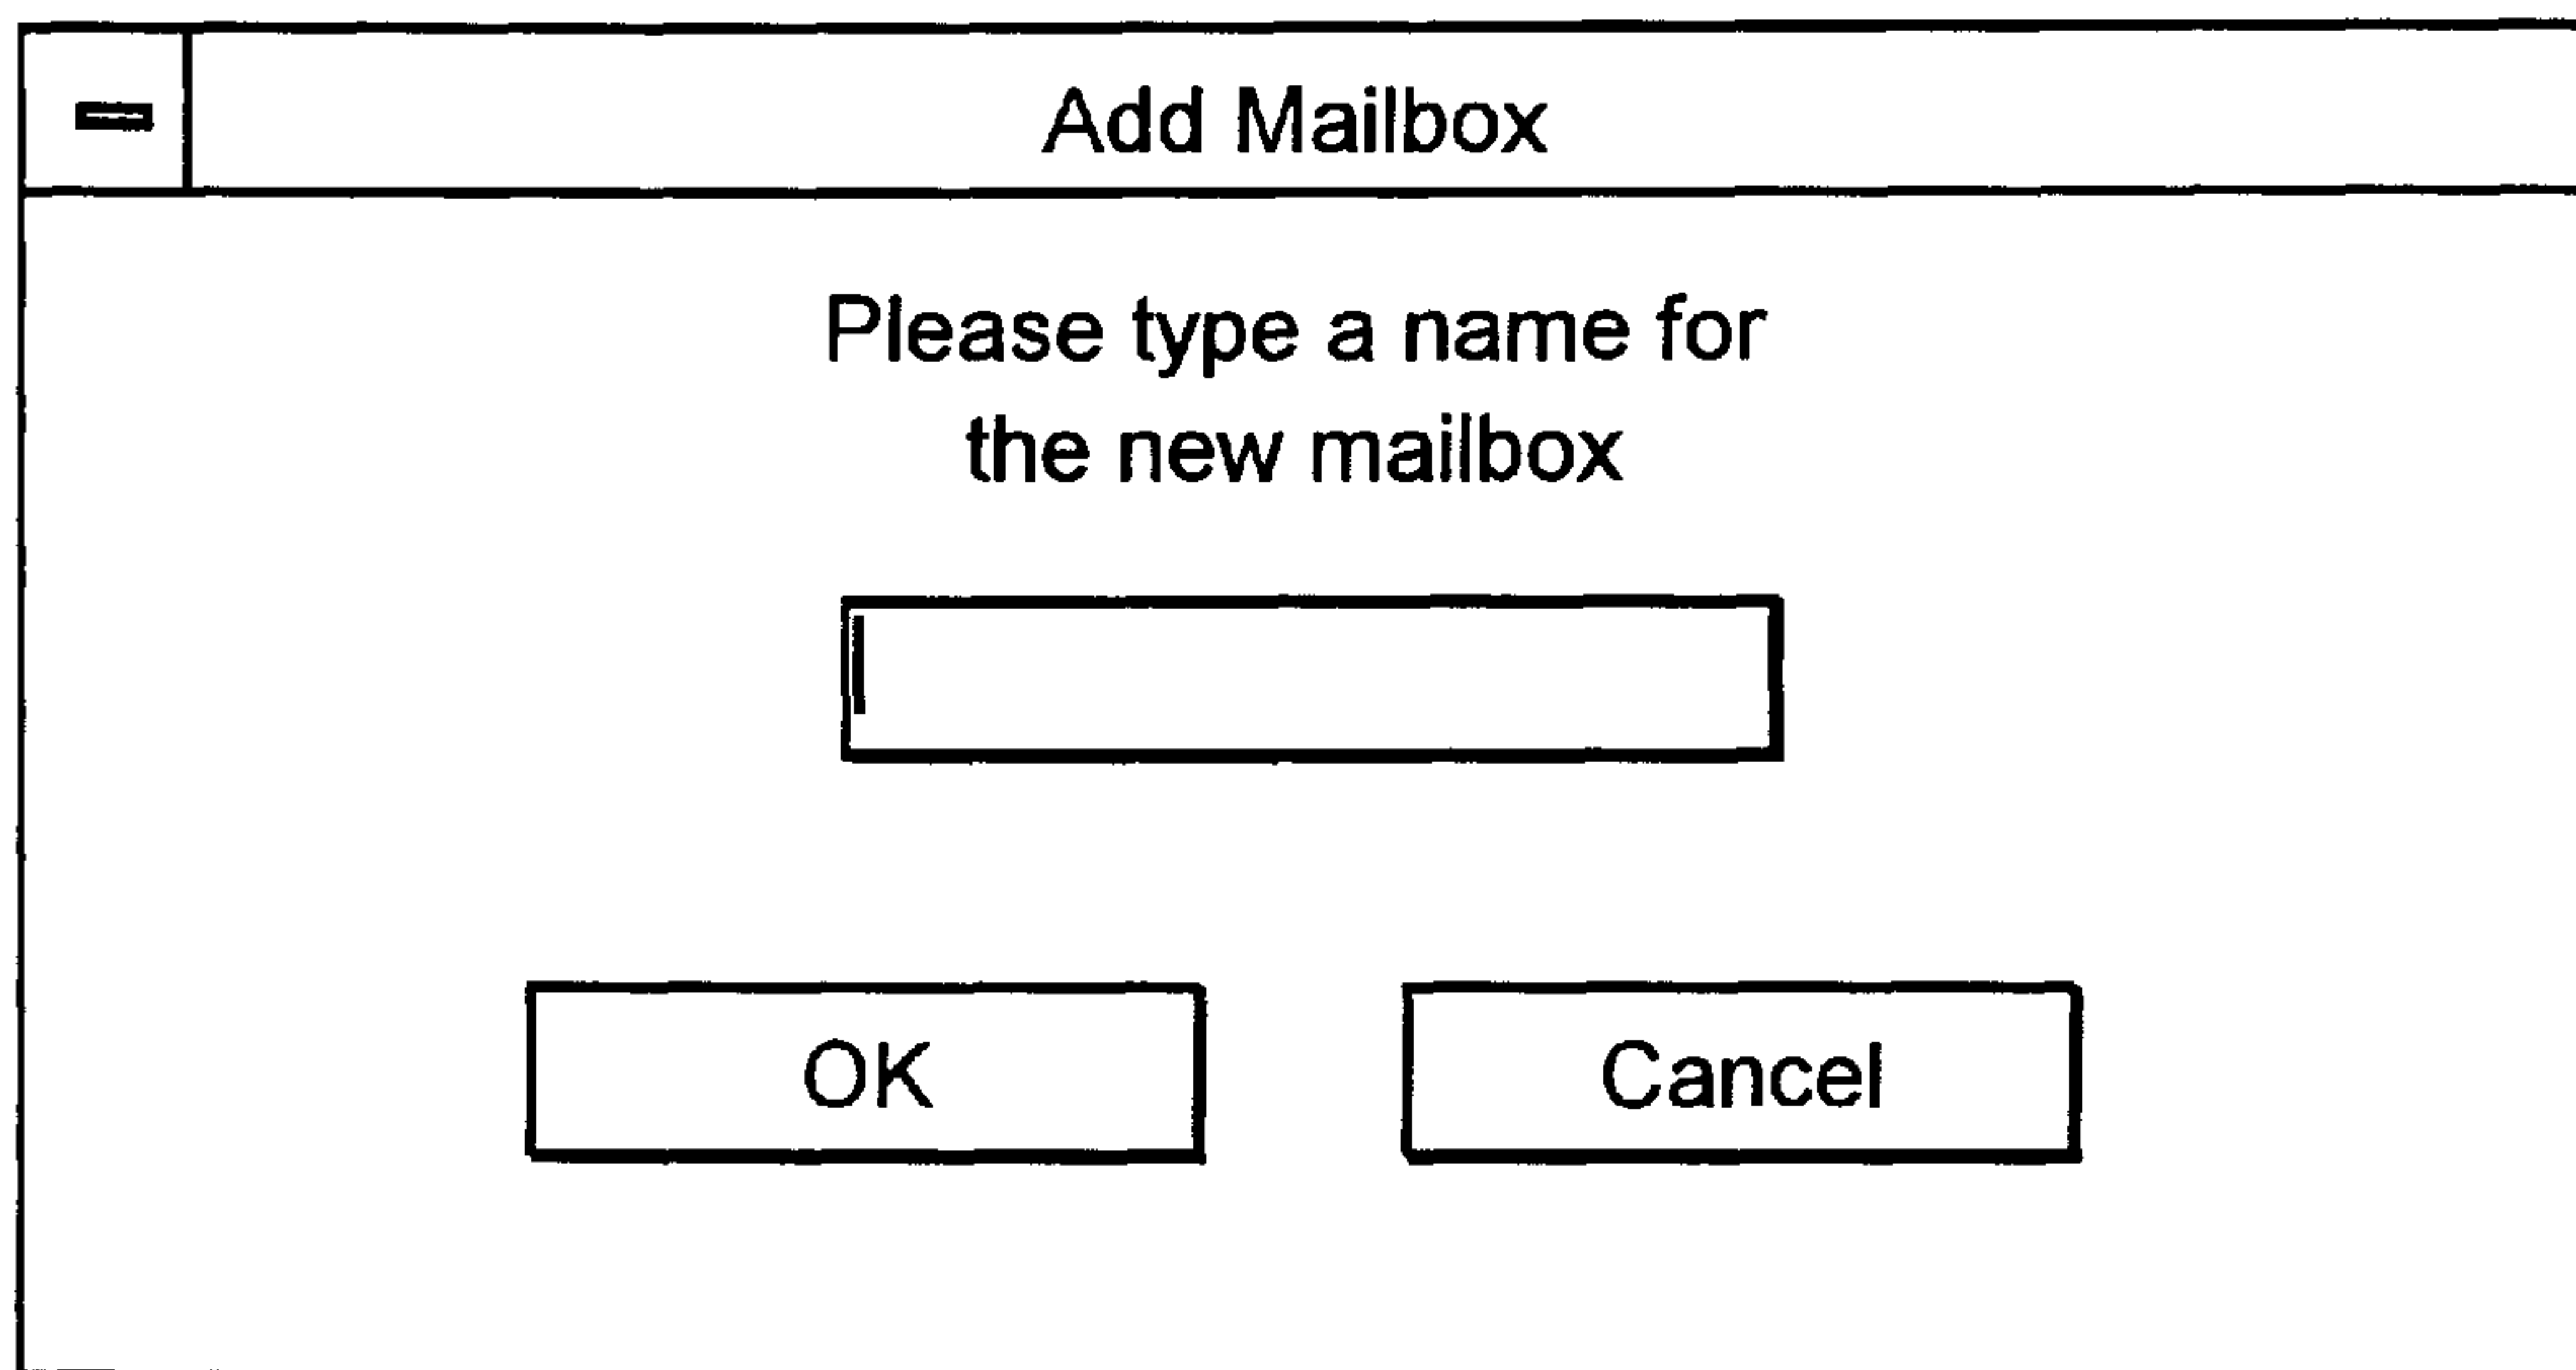 Add Mailbox
Please type a name for
the new mailbox
OK
Cancel